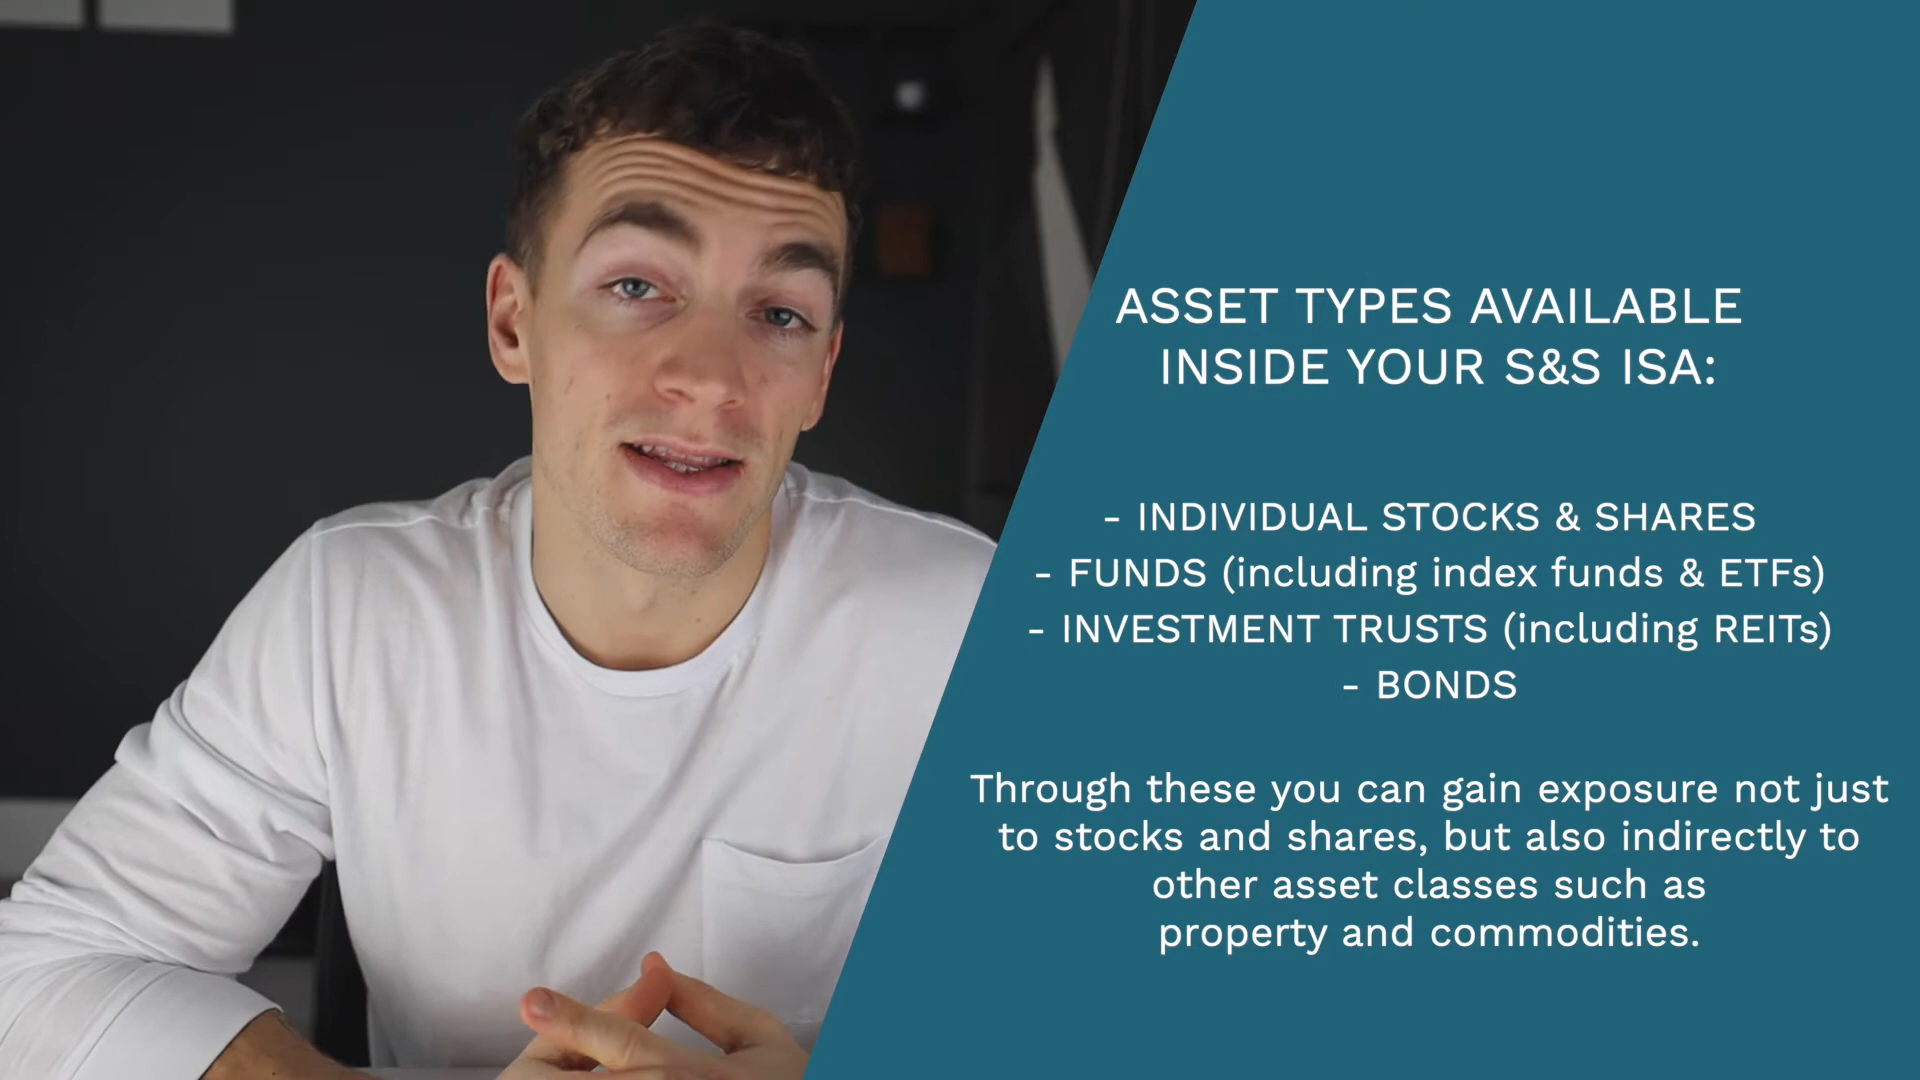 ASSET TYPES AVAILABLE
INSIDE YOUR S&S ISA:
- INDIVIDUAL STOCKS & SHARES
- FUNDS (including index funds & ETFs)
- INVESTMENT TRUSTS (including REITs)
- BONDS
Through these you can gain exposure not just
to stocks and shares, but also indirectly to
other asset classes such as
property and commodities.